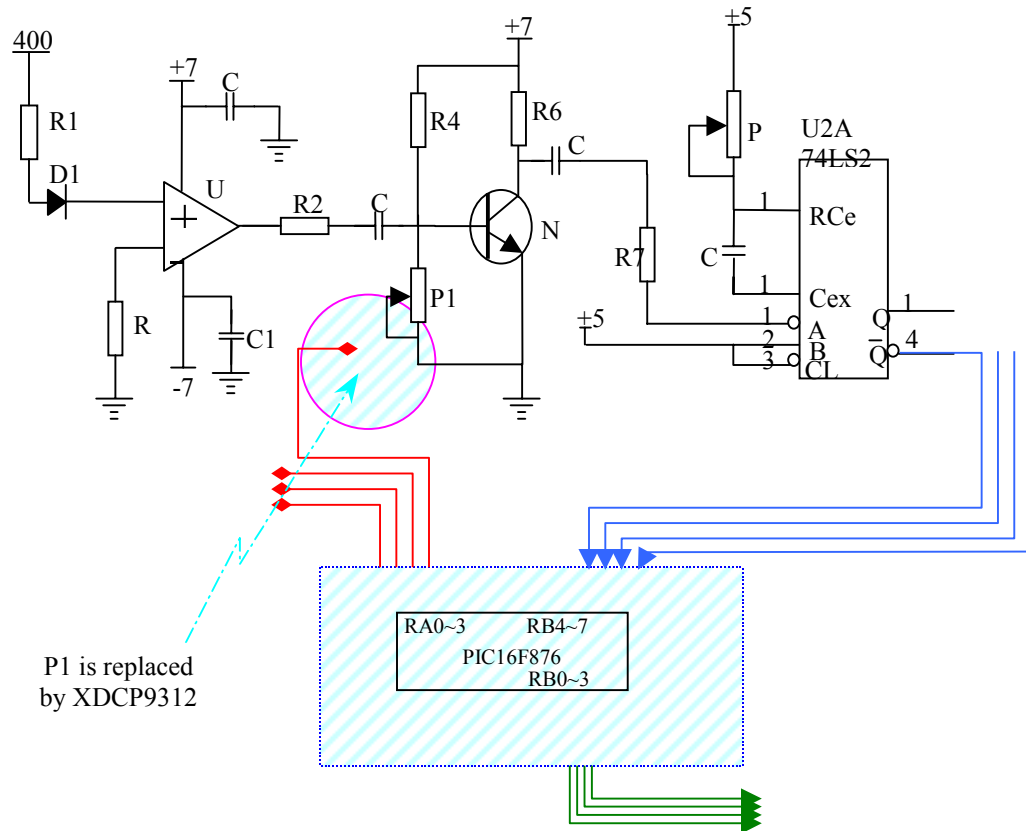 400
R1
D1
+7
C
U
+
-
R
-7
C1
R2
C
+7
R4
R6
C
N
P1
R7
+5
P
C
U2A
74LS2
1
RCe
1
Cex
1
A
+5
2
B
3
CL
Q
1
Q̅
4
RA0~3
RB4~7
PIC16F876
RB0~3
P1 is replaced
by XDCP9312